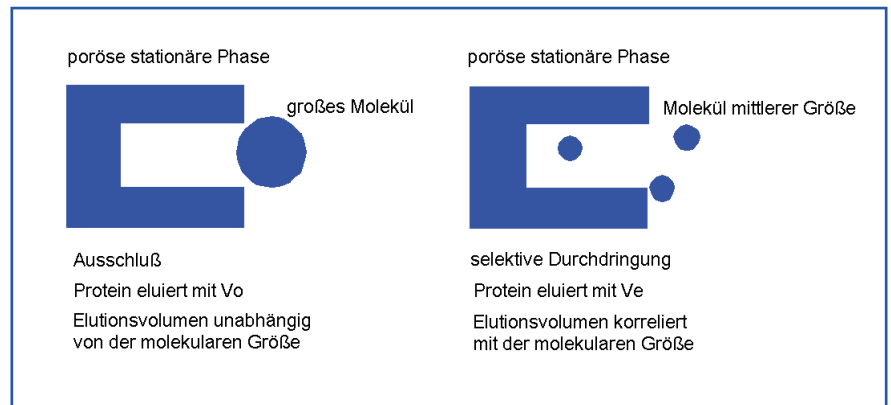 poröse stationäre Phase
großes Molekül
Ausschluß
Protein eluiert mit Vo
Elutionsvolumen unabhängig
von der molekularen Größe
poröse stationäre Phase
Molekül mittlerer Größe
selektive Durchdringung
Protein eluiert mit Ve
Elutionsvolumen korreliert
mit der molekularen Größe